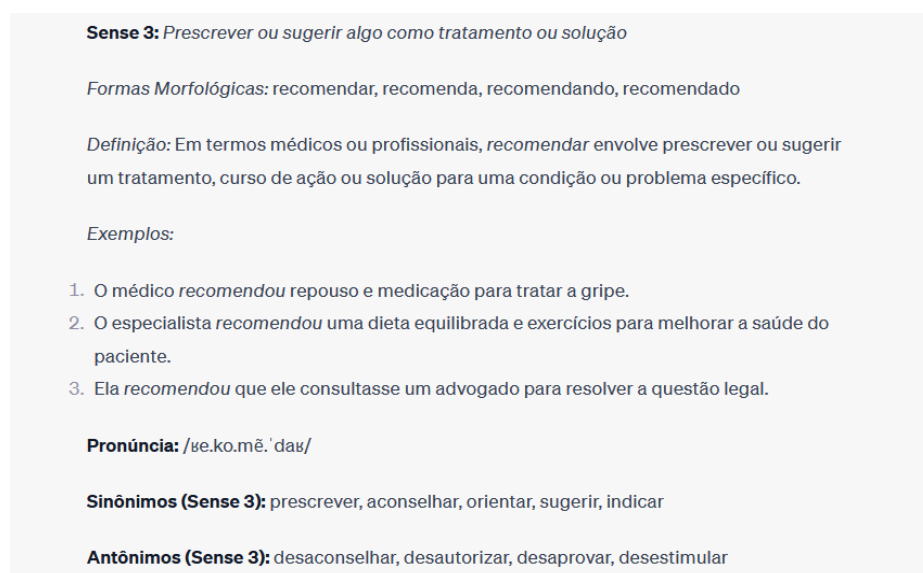 Sense 3: Prescrever ou sugerir algo como tratamento ou solução
Formas Morfológicas: recomendar, recomenda, recomendando, recomendado
Definição: Em termos médicos ou profissionais, recomendar envolve prescrever ou sugerir
um tratamento, curso de ação ou solução para uma condição ou problema específico.
Exemplos:
1. O médico recomendou repouso e medicação para tratar a gripe.
2. O especialista recomendou uma dieta equilibrada e exercícios para melhorar a saúde do
paciente.
3. Ela recomendou que ele consultasse um advogado para resolver a questão legal.
Pronúncia: /ʁe.ko.mẽ.ˈdaʁ/
Sinônimos (Sense 3): prescrever, aconselhar, orientar, sugerir, indicar
Antônimos (Sense 3): desaconselhar, desautorizar, desaprovar, desestimular